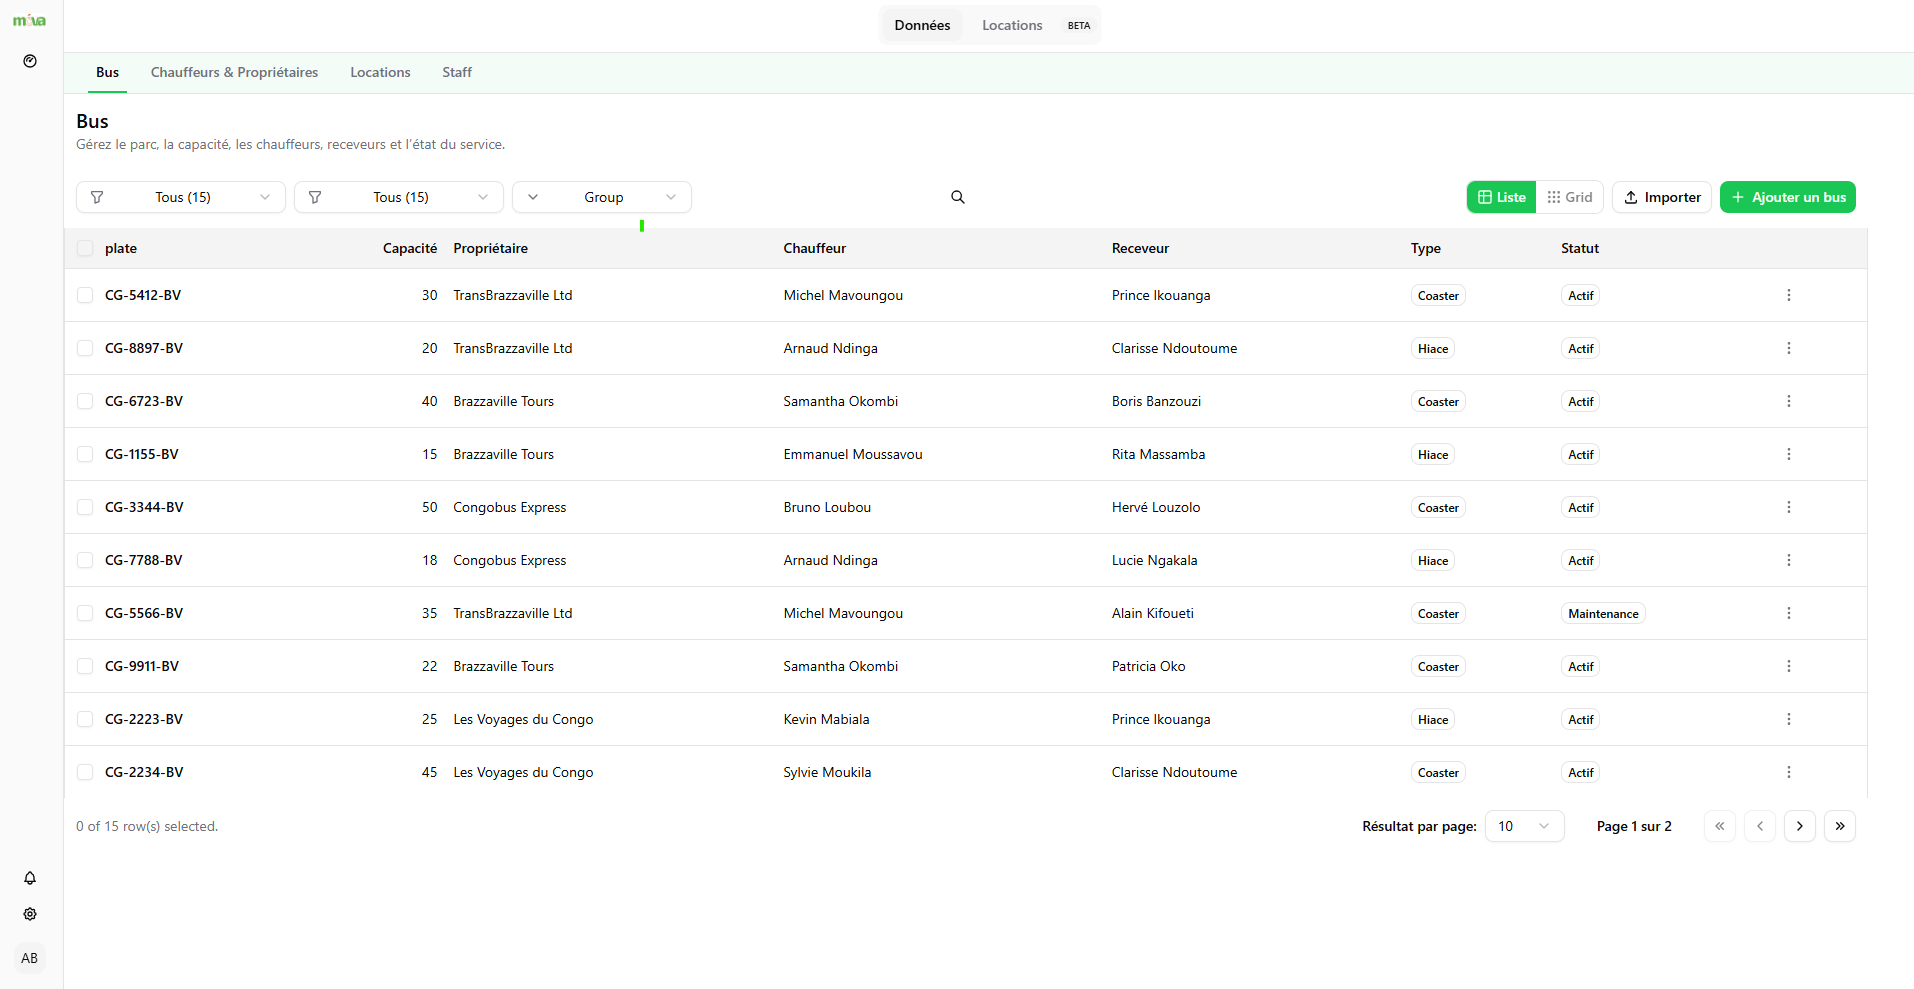 miva
Données Locations BETA
Bus Chauffeurs & Propriétaires Locations Staff
Bus
Gérez le parc, la capacité, les chauffeurs, receveurs et l'état du service.
Tous (15) Tous (15) Group Liste Grid Importer Ajouter un bus
plate Capacité Propriétaire Chauffeur Receveur Type Statut
CG-5412-BV 30 TransBrazzaville Ltd Michel Mavoungou Prince Ikouanga Coaster Actif
CG-8897-BV 20 TransBrazzaville Ltd Arnaud Ndinga Clarisse Ndoutoume Hiace Actif
CG-6723-BV 40 Brazzaville Tours Samantha Okombi Boris Banzouzi Coaster Actif
CG-1155-BV 15 Brazzaville Tours Emmanuel Moussavou Rita Massamba Hiace Actif
CG-3344-BV 50 Congobus Express Bruno Loubou Hervé Louzolo Coaster Actif
CG-7788-BV 18 Congobus Express Arnaud Ndinga Lucie Ngakala Hiace Actif
CG-5566-BV 35 TransBrazzaville Ltd Michel Mavoungou Alain Kifoueti Coaster Maintenance
CG-9911-BV 22 Brazzaville Tours Samantha Okombi Patricia Oko Coaster Actif
CG-2223-BV 25 Les Voyages du Congo Kevin Mabiala Prince Ikouanga Hiace Actif
CG-2234-BV 45 Les Voyages du Congo Sylvie Moukila Clarisse Ndoutoume Coaster Actif
0 of 15 row(s) selected. Résultat par page: 10 Page 1 sur 2
AB